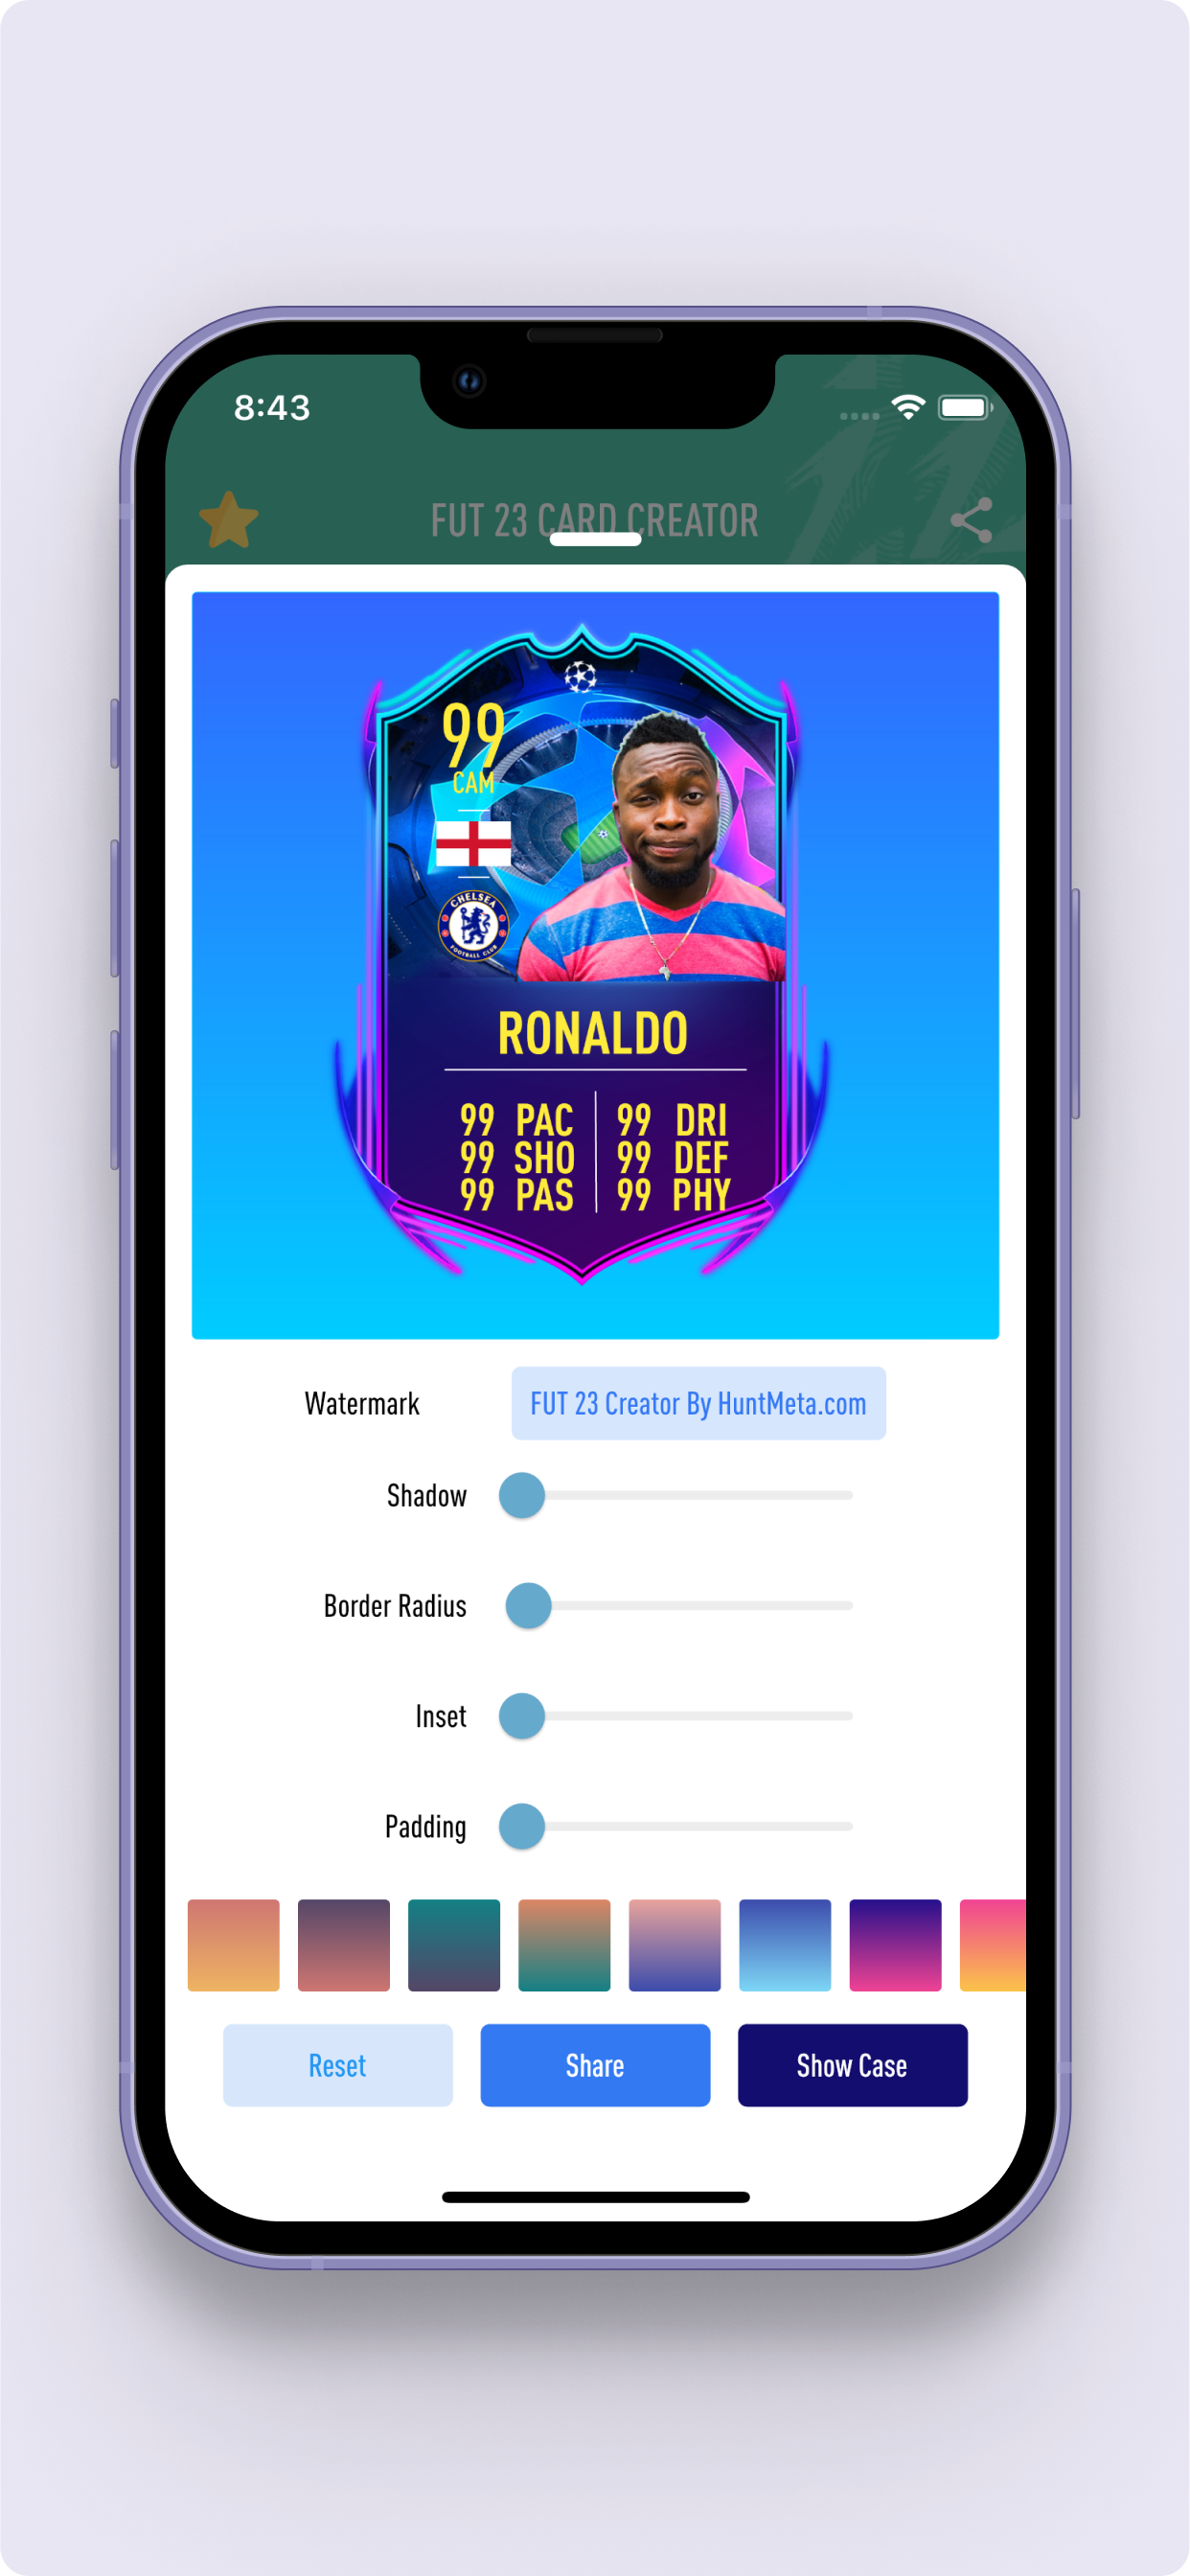 8:43
FUT 23 CARD CREATOR
99
CAM
CHELSEA
FOOTBALL CLUB
RONALDO
99 PAC 99 DRI
99 SHO 99 DEF
99 PAS 99 PHY
Watermark FUT 23 Creator By HuntMeta.com
Shadow
Border Radius
Inset
Padding
Reset Share Show Case